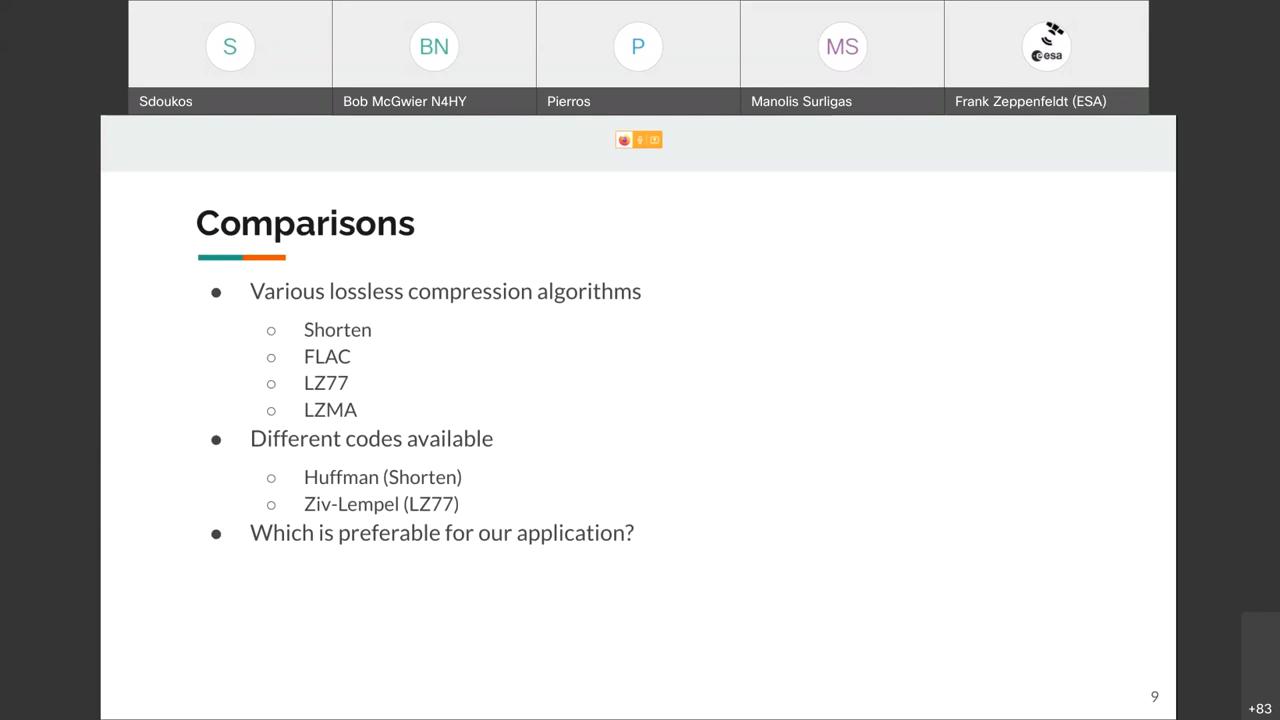 S
BN
P
MS
esa
Sdoukos
Bob McGwier N4HY
Pierros
Manolis Surligas
Frank Zeppenfeldt (ESA)
Comparisons
● Various lossless compression algorithms
○ Shorten
○ FLAC
○ LZ77
○ LZMA
● Different codes available
○ Huffman (Shorten)
○ Ziv-Lempel (LZ77)
● Which is preferable for our application?
9
+83